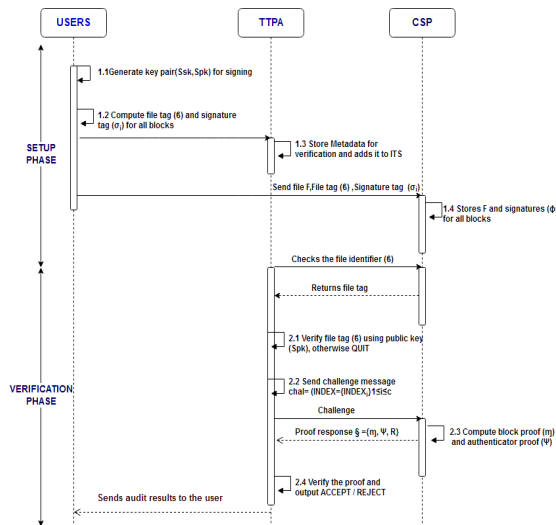 USERS
TTPA
CSP
1.1Generate key pair(Ssk,Spk) for signing
1.2 Compute file tag (6) and signature
tag (σi) for all blocks
1.3 Store Metadata for
verification and adds it to ITS
SETUP
PHASE
Send file F,File tag (6) ,Signature tag (σi)
1.4 Stores F and signatures (ϕ
for all blocks
Checks the file identifier (6)
Returns file tag
2.1 Verify file tag (6) using public key
(Spk), otherwise QUIT
2.2 Send challenge message
chal= (INDEX={INDEXi}1≤i≤c
VERIFICATION
PHASE
Challenge
Proof response § ={η, Ψ, R}
2.3 Compute block proof (η)
and authenticator proof (Ψ)
2.4 Verify the proof and
output ACCEPT / REJECT
Sends audit results to the user